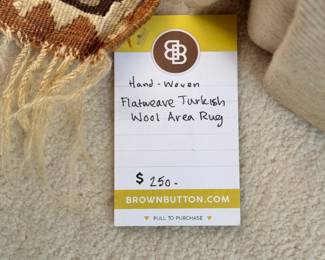 BB
Hand-Woven
Flatweave Turkish
Wool Area Rug
$ 250-
BROWNBUTTON.COM
PULL TO PURCHASE